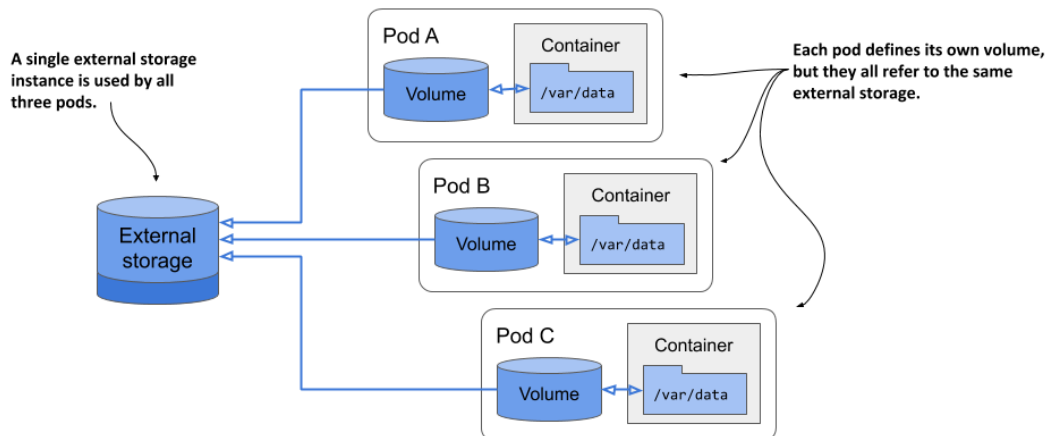 A single external storage
instance is used by all
three pods.
Pod A
Volume
Container
/var/data
Each pod defines its own volume,
but they all refer to the same
external storage.
External
storage
Pod B
Volume
Container
/var/data
Pod C
Volume
Container
/var/data